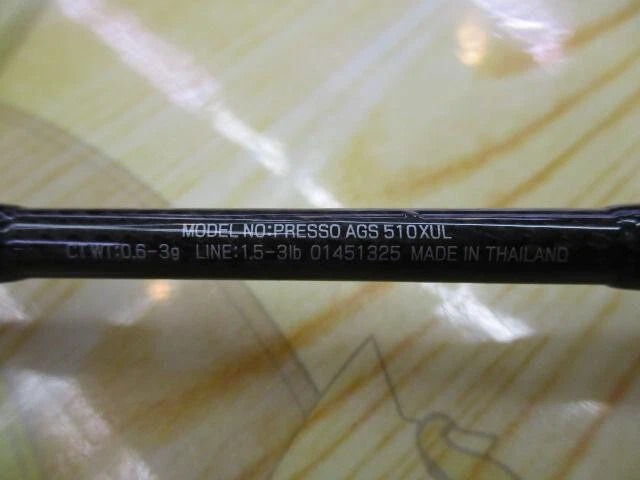 MODEL NO:PRESSO AGS 510XUL
CT WT:0.6-3g LINE:1.5-3lb 01451325 MADE IN THAILAND